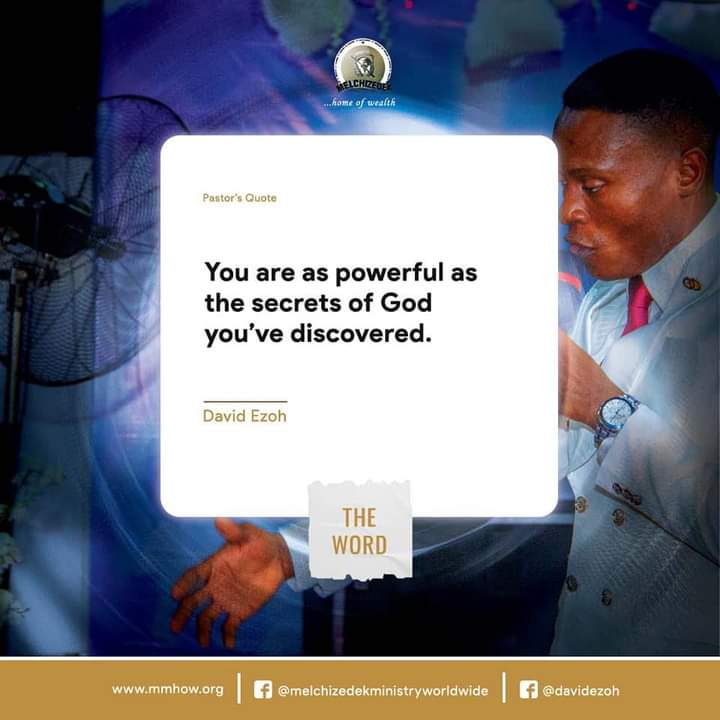 MELCHIZEDEK
...home of wealth
Pastor's Quote
You are as powerful as
the secrets of God
you've discovered.
David Ezoh
THE
WORD
www.mmhow.org
@melchizedekministryworldwide
@davidezoh